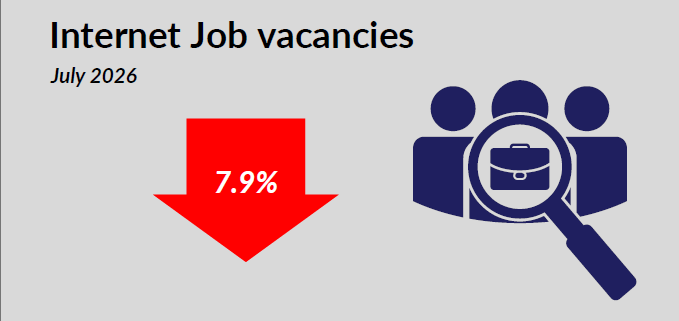 Internet Job vacancies
July 2026
7.9%